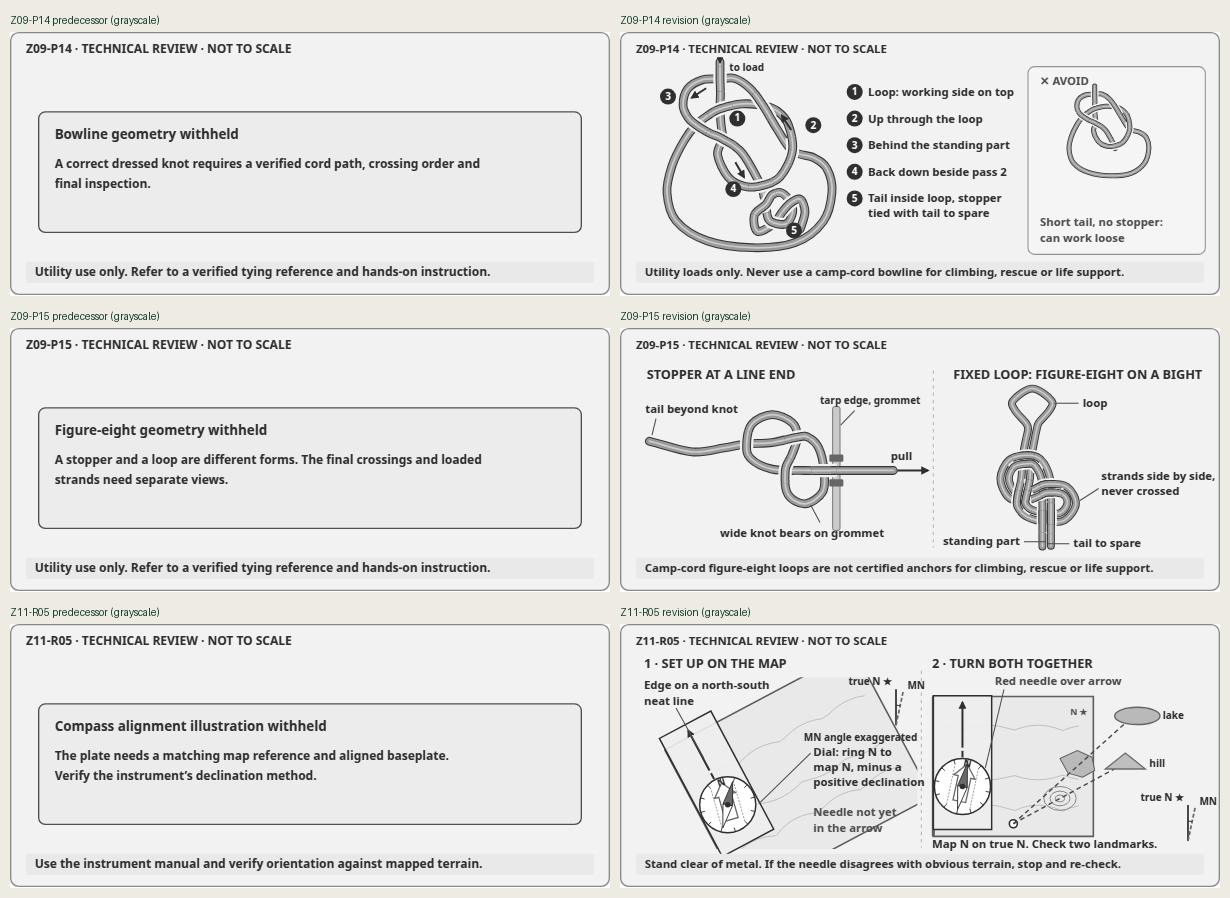 Z09-P14 predecessor (grayscale)
Z09-P14 · TECHNICAL REVIEW · NOT TO SCALE
Bowline geometry withheld
A correct dressed knot requires a verified cord path, crossing order and
final inspection.
Utility use only. Refer to a verified tying reference and hands-on instruction.
Z09-P14 revision (grayscale)
Z09-P14 · TECHNICAL REVIEW · NOT TO SCALE
to load
3
1
2
4
5
1 Loop: working side on top
2 Up through the loop
3 Behind the standing part
4 Back down beside pass 2
5 Tail inside loop, stopper
tied with tail to spare
✕ AVOID
Short tail, no stopper:
can work loose
Utility loads only. Never use a camp-cord bowline for climbing, rescue or life support.
Z09-P15 predecessor (grayscale)
Z09-P15 · TECHNICAL REVIEW · NOT TO SCALE
Figure-eight geometry withheld
A stopper and a loop are different forms. The final crossings and loaded
strands need separate views.
Utility use only. Refer to a verified tying reference and hands-on instruction.
Z09-P15 revision (grayscale)
Z09-P15 · TECHNICAL REVIEW · NOT TO SCALE
STOPPER AT A LINE END
tail beyond knot
tarp edge, grommet
pull
wide knot bears on grommet
FIXED LOOP: FIGURE-EIGHT ON A BIGHT
loop
strands side by side,
never crossed
standing part
tail to spare
Camp-cord figure-eight loops are not certified anchors for climbing, rescue or life support.
Z11-R05 predecessor (grayscale)
Z11-R05 · TECHNICAL REVIEW · NOT TO SCALE
Compass alignment illustration withheld
The plate needs a matching map reference and aligned baseplate.
Verify the instrument's declination method.
Use the instrument manual and verify orientation against mapped terrain.
Z11-R05 revision (grayscale)
Z11-R05 · TECHNICAL REVIEW · NOT TO SCALE
1 · SET UP ON THE MAP
Edge on a north-south
neat line
true N ★
MN
MN angle exaggerated
Dial: ring N to
map N, minus a
positive declination
Needle not yet
in the arrow
N
2 · TURN BOTH TOGETHER
Red needle over arrow
N ★
N
lake
hill
true N ★
MN
Map N on true N. Check two landmarks.
Stand clear of metal. If the needle disagrees with obvious terrain, stop and re-check.